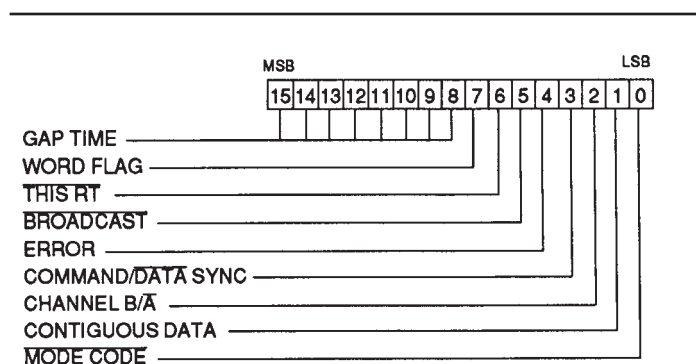 MSB LSB
15 14 13 12 11 10 9 8 7 6 5 4 3 2 1 0
GAP TIME
WORD FLAG
THIS RT
BROADCAST
ERROR
COMMAND/DATA SYNC
CHANNEL B/A
CONTIGUOUS DATA
MODE CODE